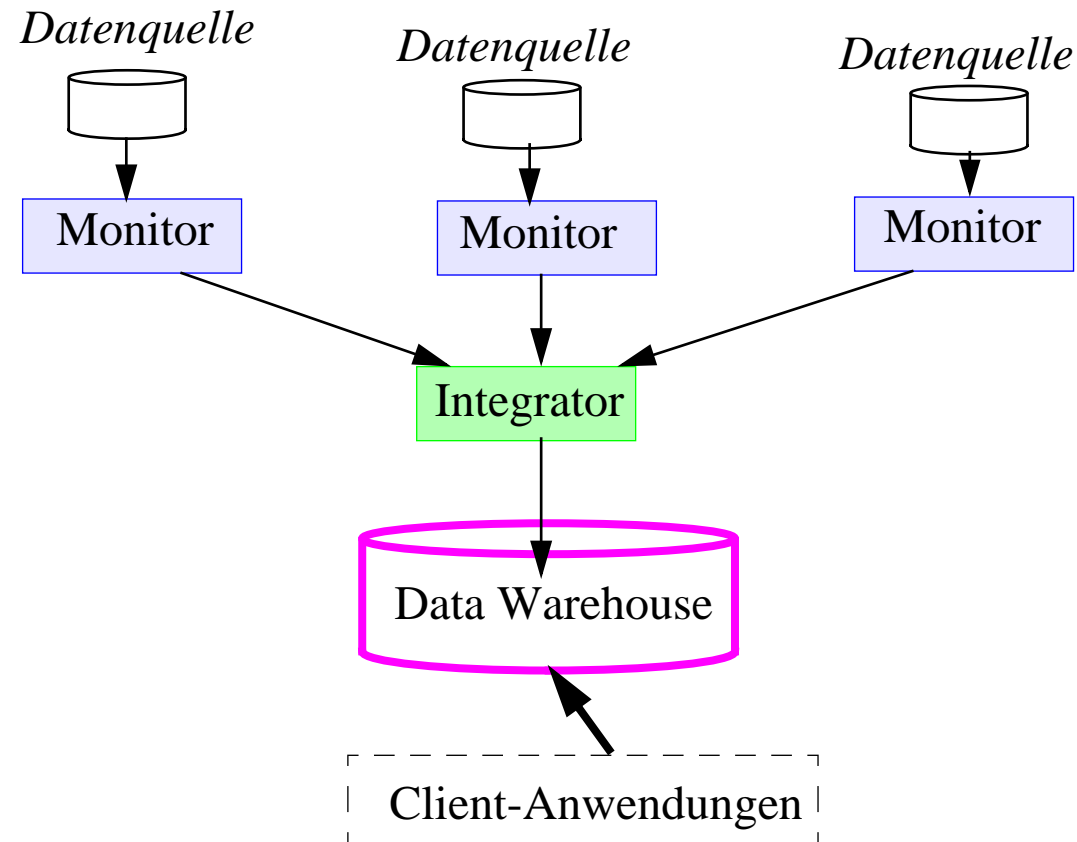 Datenquelle
Datenquelle
Datenquelle
Monitor
Monitor
Monitor
Integrator
Data Warehouse
Client-Anwendungen